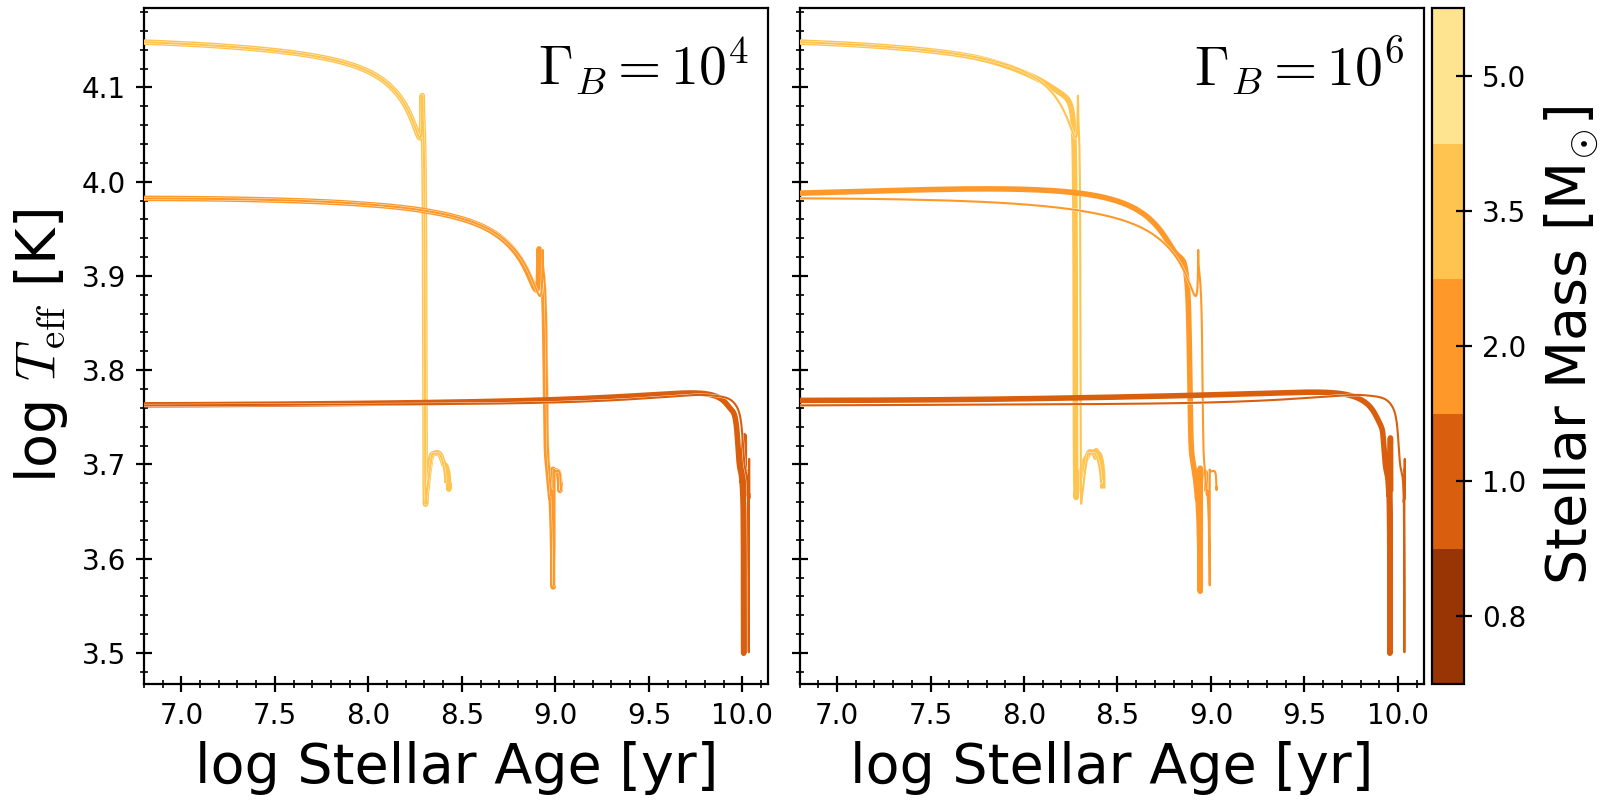 log T_eff [K]
4.1
4.0
3.9
3.8
3.7
3.6
3.5
Γ_B = 10^4
7.0 7.5 8.0 8.5 9.0 9.5 10.0
log Stellar Age [yr]
Γ_B = 10^6
7.0 7.5 8.0 8.5 9.0 9.5 10.0
log Stellar Age [yr]
5.0
3.5
2.0
1.0
0.8
Stellar Mass [M_⊙]